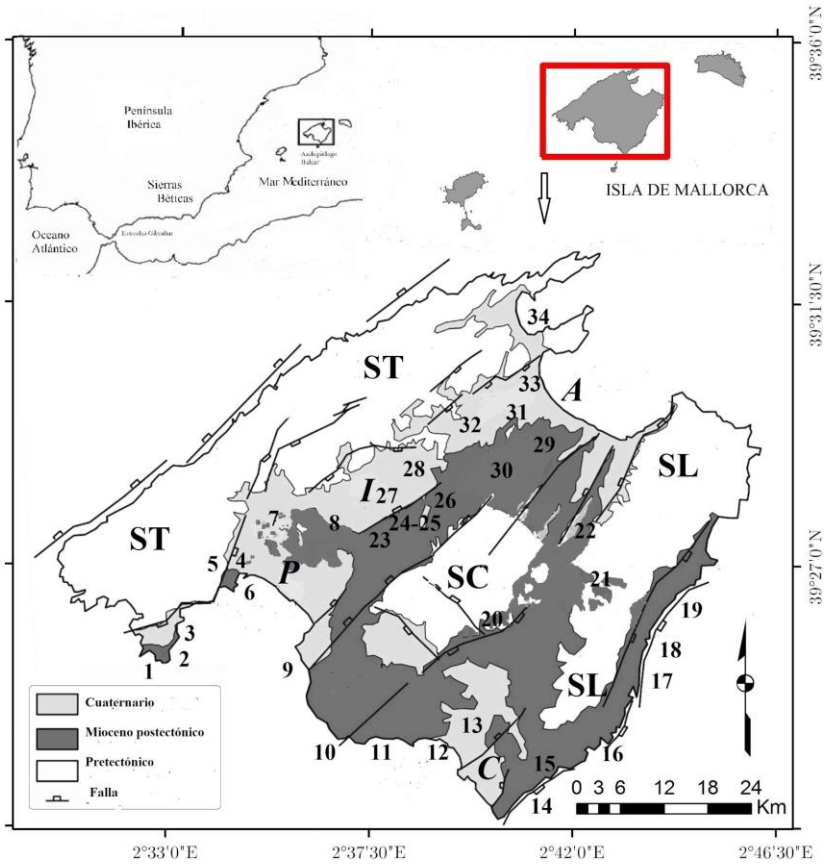 39°36'0"N
Península
Ibérica
Archipiélago
Balear
Mar Mediterráneo
Sierras
Béticas
Oceano
Atlántico
Estrecho Gibraltar
ISLA DE MALLORCA
39°31'30"N
34
ST
33
A
32
31
29
28
30
SL
I
27
26
7
8
24-25
22
ST
23
39°27'0"N
5
4
P
SC
21
6
20
19
3
18
1
2
9
SL
17
Cuaternario
Mioceno postectónico
Pretectónico
Falla
13
10
11
12
16
15
C
14
0 3 6 12 18 24
Km
2°33'0"E
2°37'30"E
2°42'0"E
2°46'30"E